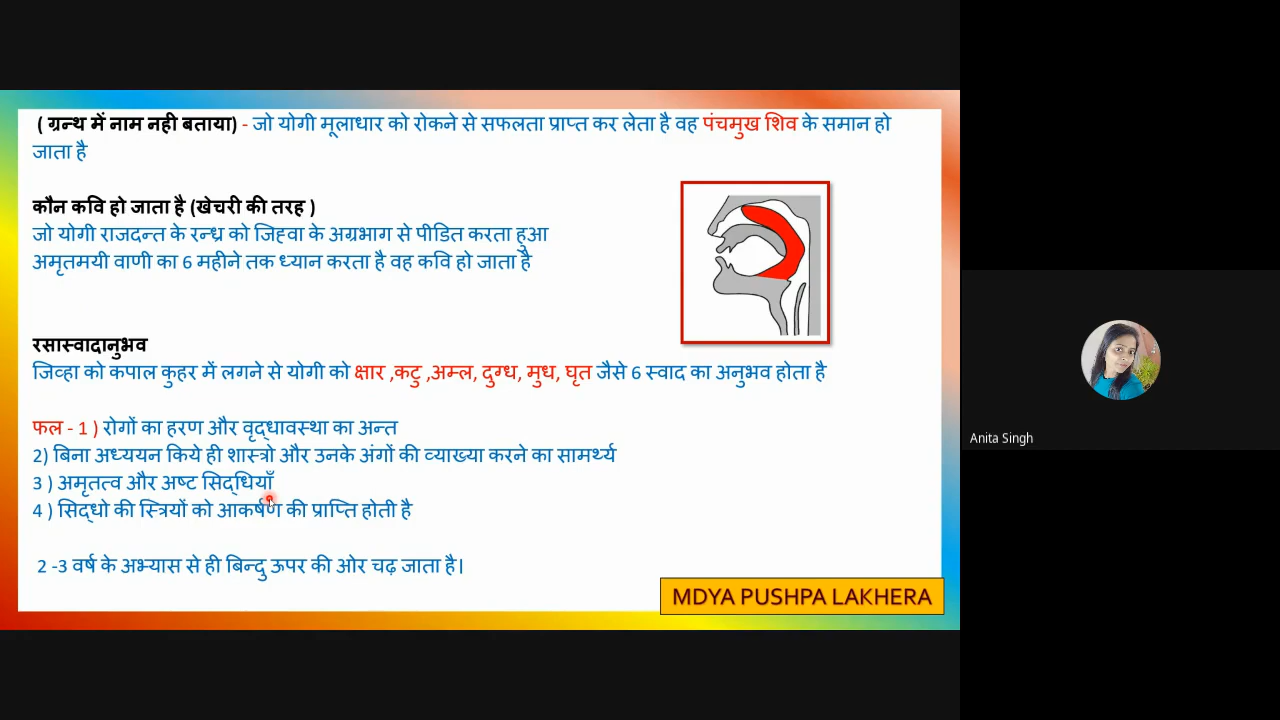 ( ग्रन्थ में नाम नही बताया) - जो योगी मूलाधार को रोकने से सफलता प्राप्त कर लेता है वह पंचमुख शिव के समान हो
जाता है
कौन कवि हो जाता है (खेचरी की तरह )
जो योगी राजदन्त के रन्ध्र को जिह्वा के अग्रभाग से पीडित करता हुआ
अमृतमयी वाणी का 6 महीने तक ध्यान करता है वह कवि हो जाता है
रसास्वादानुभव
जिव्हा को कपाल कुहर में लगने से योगी को क्षार ,कटु ,अम्ल, दुग्ध, मुध, घृत जैसे 6 स्वाद का अनुभव होता है
फल - 1 ) रोगों का हरण और वृद्धावस्था का अन्त
2) बिना अध्ययन किये ही शास्त्रो और उनके अंगों की व्याख्या करने का सामर्थ्य
3 ) अमृतत्व और अष्ट सिद्धियाँ
4 ) सिद्धो की स्त्रियों को आकर्षण की प्राप्ति होती है
2 -3 वर्ष के अभ्यास से ही बिन्दु ऊपर की ओर चढ़ जाता है।
MDYA PUSHPA LAKHERA
Anita Singh